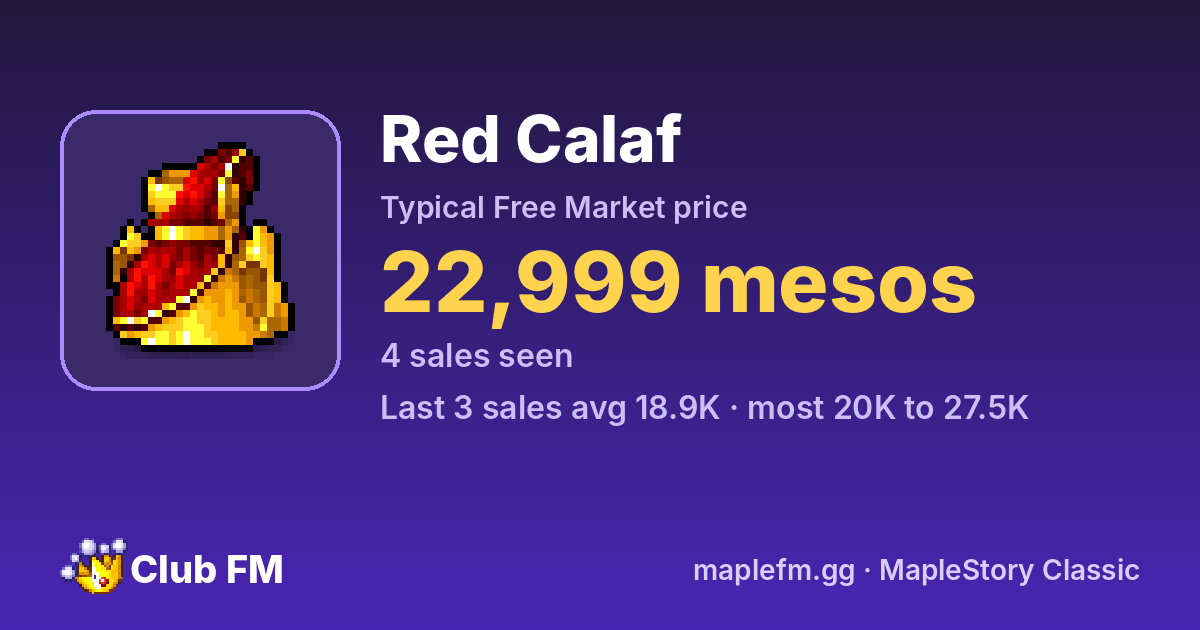 Red Calaf
Typical Free Market price
22,999 mesos
4 sales seen
Last 3 sales avg 18.9K · most 20K to 27.5K
Club FM
maplefm.gg · MapleStory Classic